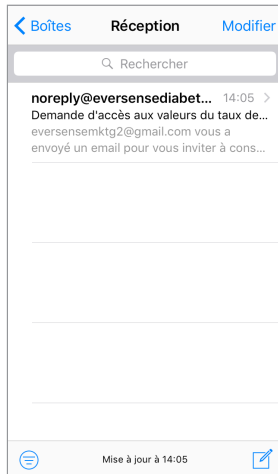 Boîtes Réception Modifier
Rechercher
noreply@eversensediabet... 14:05
Demande d'accès aux valeurs du taux de...
eversensemktg2@gmail.com vous a
envoyé un email pour vous inviter à cons...
Mise à jour à 14:05